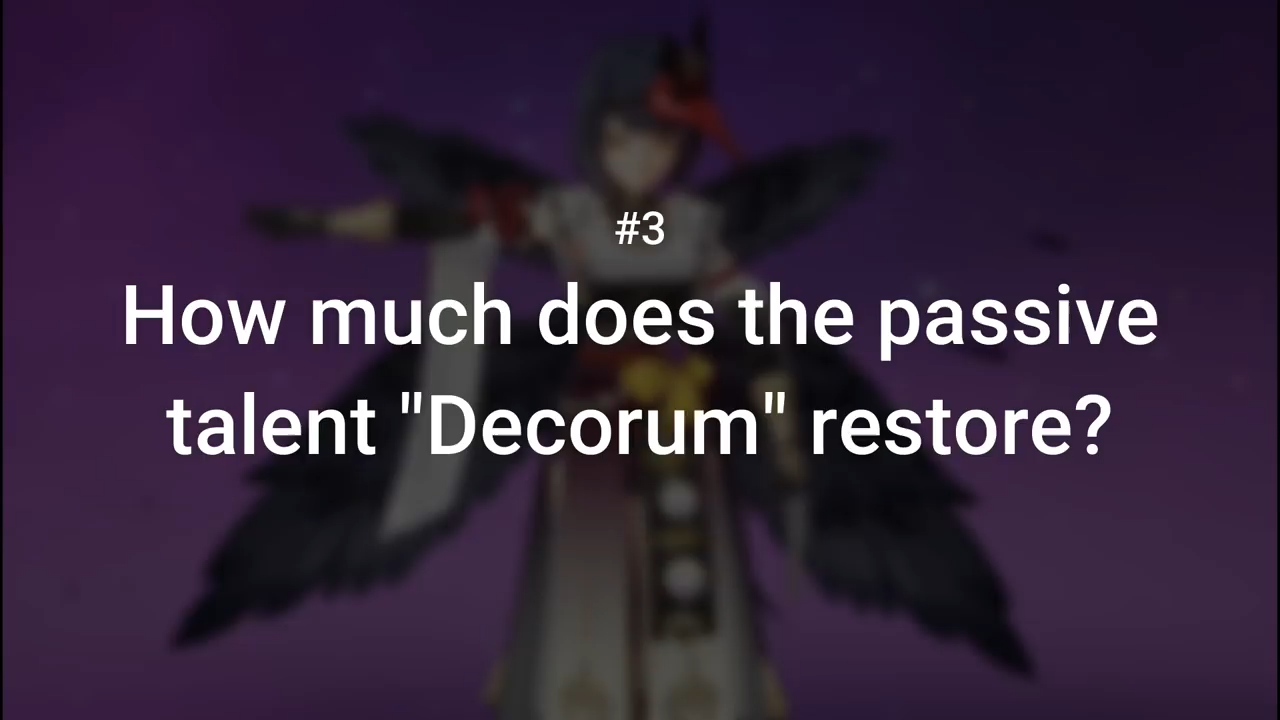 #3
How much does the passive
talent "Decorum" restore?